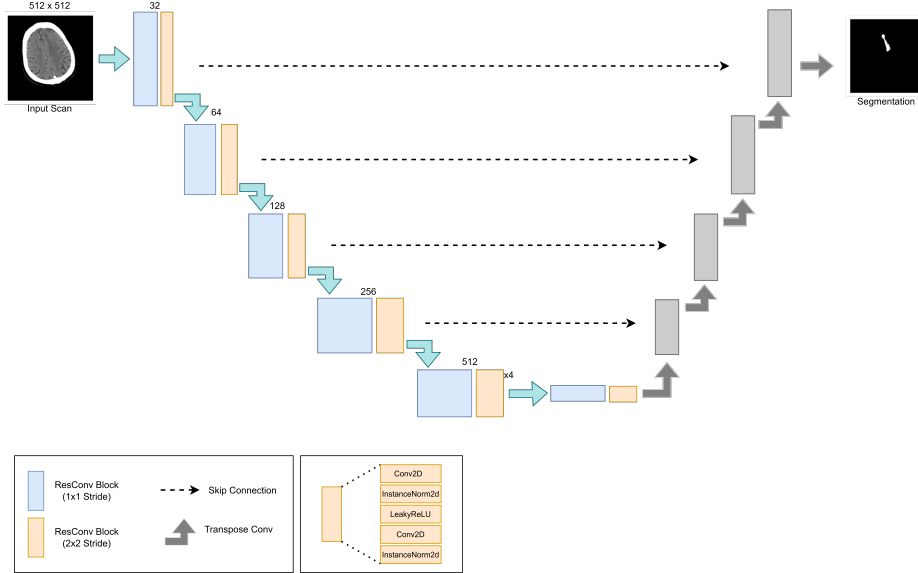 512 x 512
Input Scan
32
64
128
256
512
x4
Segmentation
ResConv Block
(1x1 Stride)
ResConv Block
(2x2 Stride)
Skip Connection
Transpose Conv
Conv2D
InstanceNorm2d
LeakyReLU
Conv2D
InstanceNorm2d